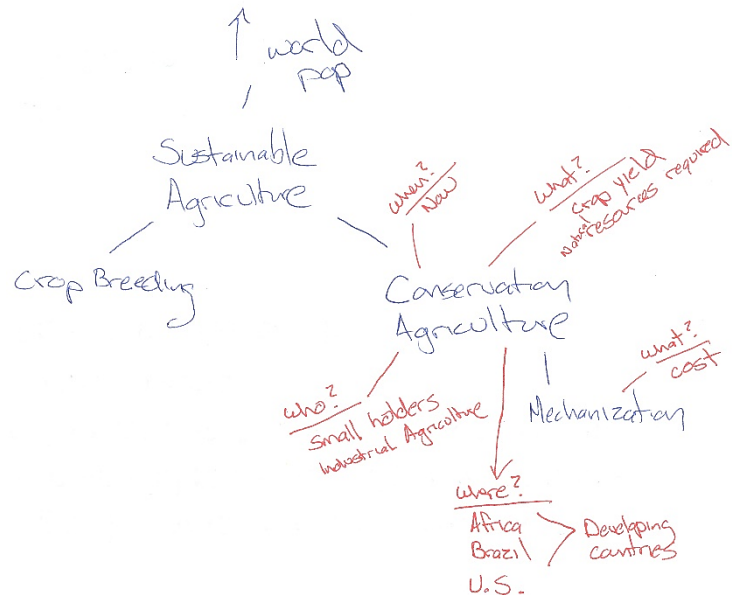 ↑ world
pop
Sustainable
Agriculture
when?
Now
what?
crop yield
Natural resources required
Crop Breeding
Conservation
Agriculture
who?
small holders
Industrial Agriculture
what?
cost
Mechanization
where?
Africa
Brazil
U.S.
Developing
countries